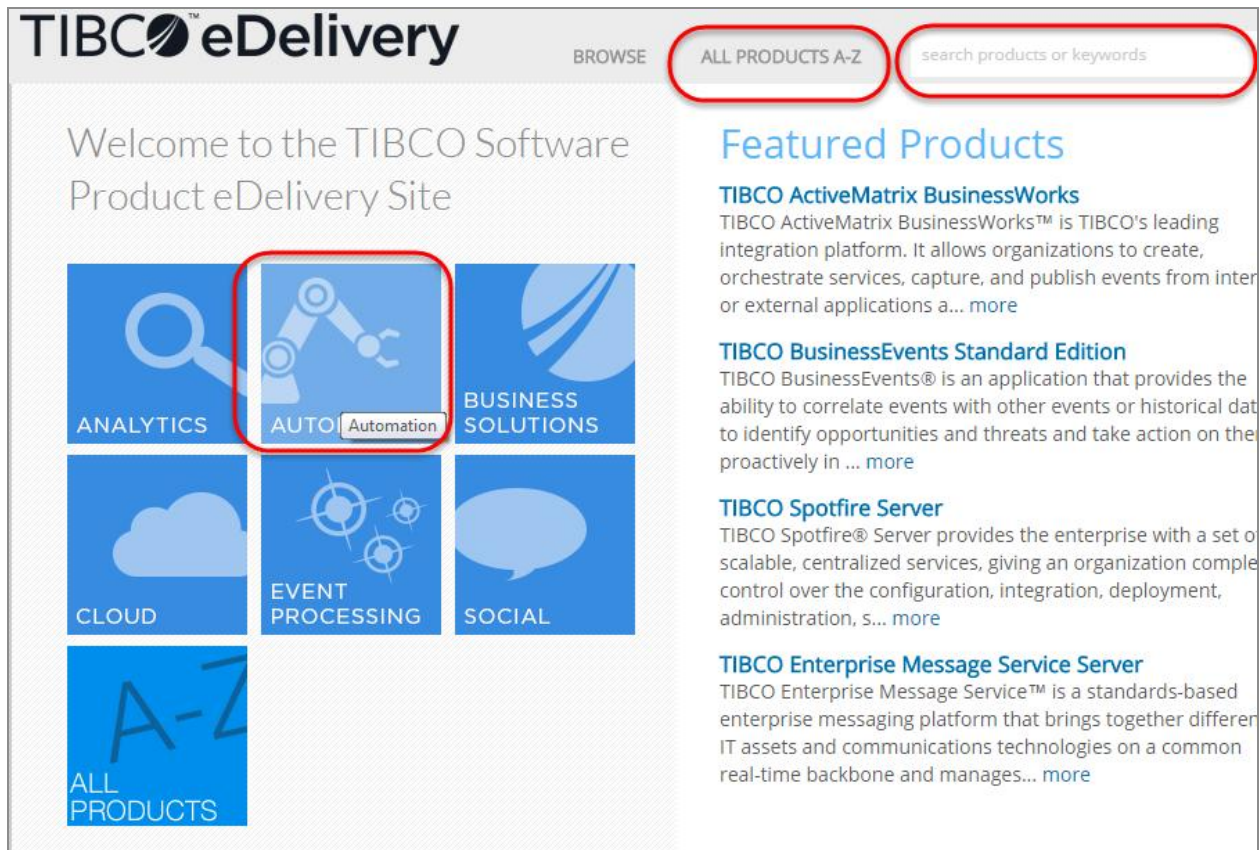 TIBCO™ eDelivery
BROWSE
ALL PRODUCTS A-Z
search products or keywords
Welcome to the TIBCO Software
Product eDelivery Site
ANALYTICS
Automation
BUSINESS
SOLUTIONS
CLOUD
EVENT
PROCESSING
SOCIAL
A-Z
ALL
PRODUCTS
Featured Products
TIBCO ActiveMatrix BusinessWorks
TIBCO ActiveMatrix BusinessWorks™ is TIBCO's leading
integration platform. It allows organizations to create,
orchestrate services, capture, and publish events from
or external applications a... more
TIBCO BusinessEvents Standard Edition
TIBCO BusinessEvents® is an application that provides the
ability to correlate events with other events or historical
to identify opportunities and threats and take action on
proactively in ... more
TIBCO Spotfire Server
TIBCO Spotfire® Server provides the enterprise with a set
scalable, centralized services, giving an organization
control over the configuration, integration, deployment,
administration, s... more
TIBCO Enterprise Message Service Server
TIBCO Enterprise Message Service™ is a standards-based
enterprise messaging platform that brings together
IT assets and communications technologies on a common
real-time backbone and manages... more